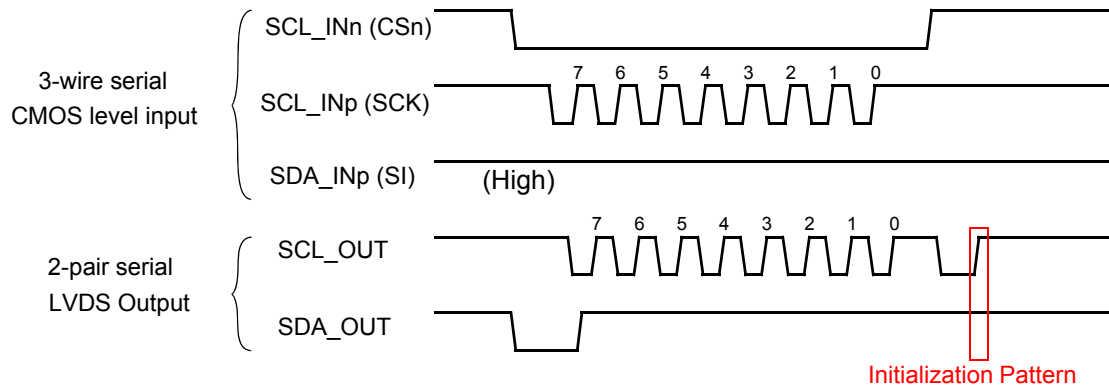 SCL_INn (CSn)
3-wire serial
CMOS level input
7 6 5 4 3 2 1 0
SCL_INp (SCK)
SDA_INp (SI)
(High)
7 6 5 4 3 2 1 0
2-pair serial
LVDS Output
SCL_OUT
SDA_OUT
Initialization Pattern